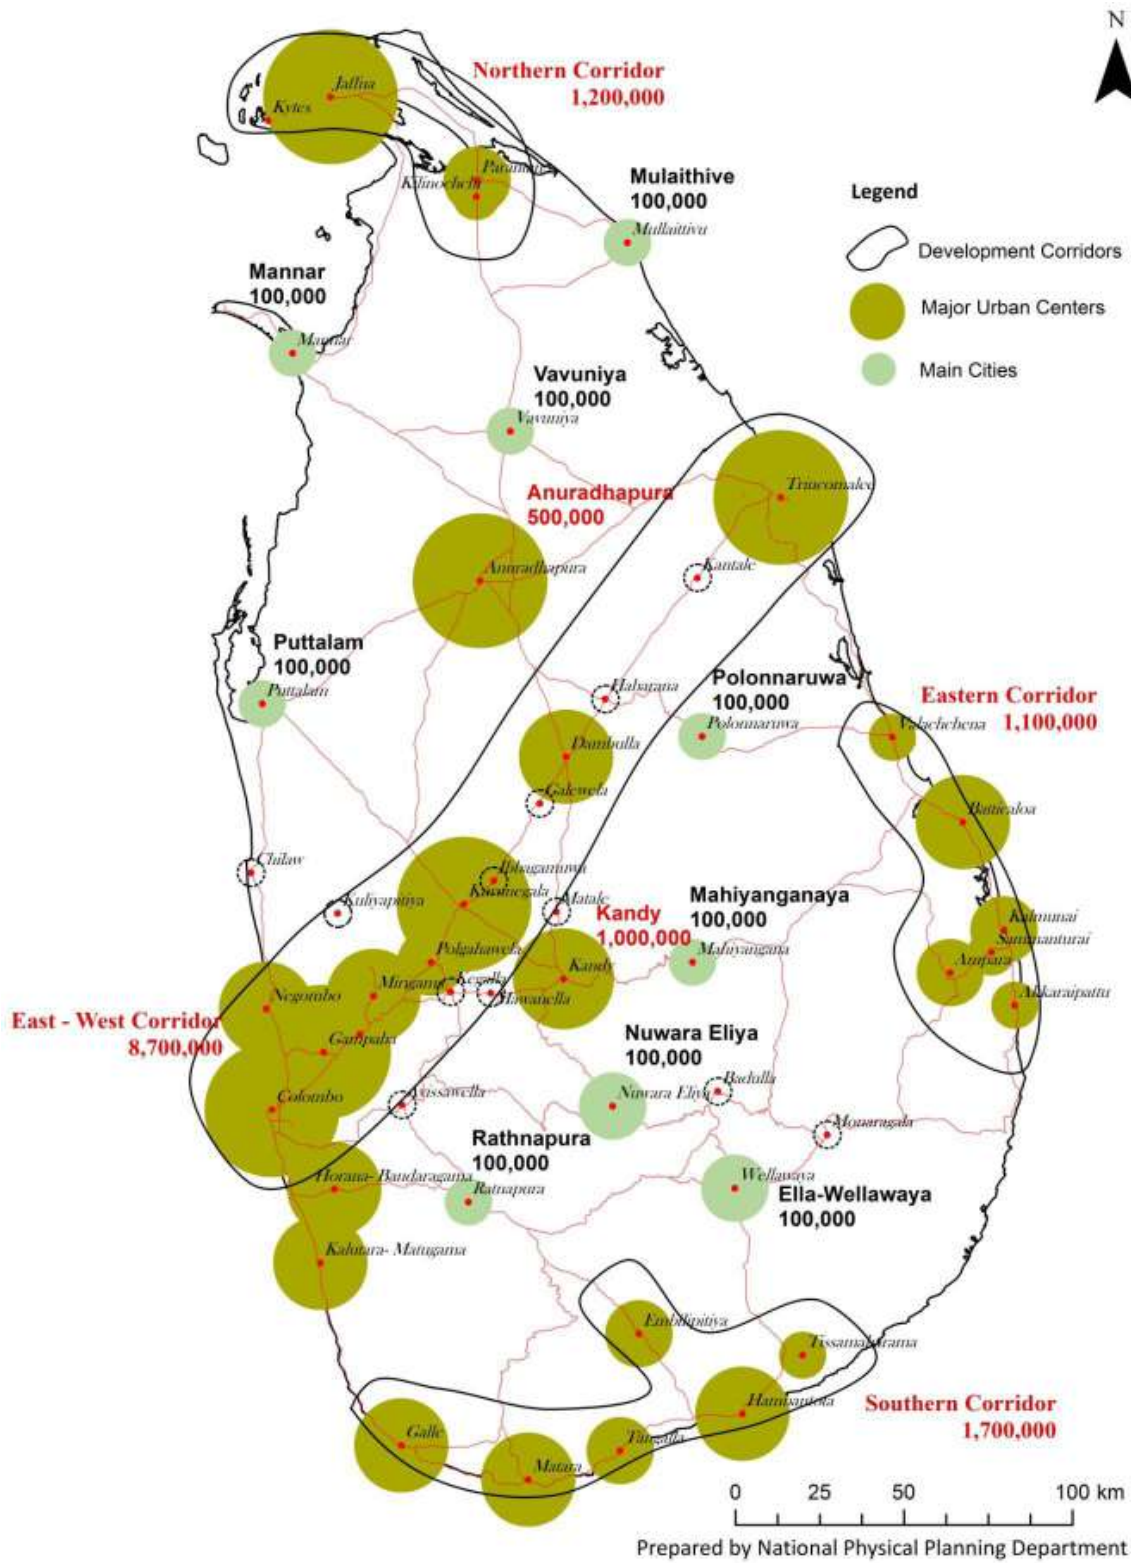 N
Northern Corridor
1,200,000
Jaffna
Kytes
Kilinochchi
Mulaithive
100,000
Mullaittivu
Legend
Development Corridors
Major Urban Centers
Main Cities
Mannar
100,000
Mannar
Vavuniya
100,000
Vavuniya
Anuradhapura
500,000
Anuradhapura
Trincomalee
Kantale
Puttalam
100,000
Puttalam
Habarana
Polonnaruwa
100,000
Polonnaruwa
Eastern Corridor
1,100,000
Valachchena
Dambulla
Galewela
Batticaloa
Chilaw
Kuliyapitiya
Ibbagamuwa
Kurunegala
Matale
Kandy
1,000,000
Mahiyanganaya
100,000
Mahiyangana
Kalmunai
Sammanturai
Ampara
Akkaraipattu
Polgahawela
Kegalla
Mawanella
Kandy
Mirigama
Negombo
East - West Corridor
8,700,000
Gampaha
Colombo
Avissawella
Nuwara Eliya
100,000
Nuwara Eliya
Badulla
Monaragala
Rathnapura
100,000
Ratnapura
Horana- Bandaragama
Wellawaya
Ella-Wellawaya
100,000
Kalutara- Matugama
Embilipitiya
Tissamaharama
Hambantota
Southern Corridor
1,700,000
Galle
Matara
Tangalla
0 25 50 100 km
Prepared by National Physical Planning Department